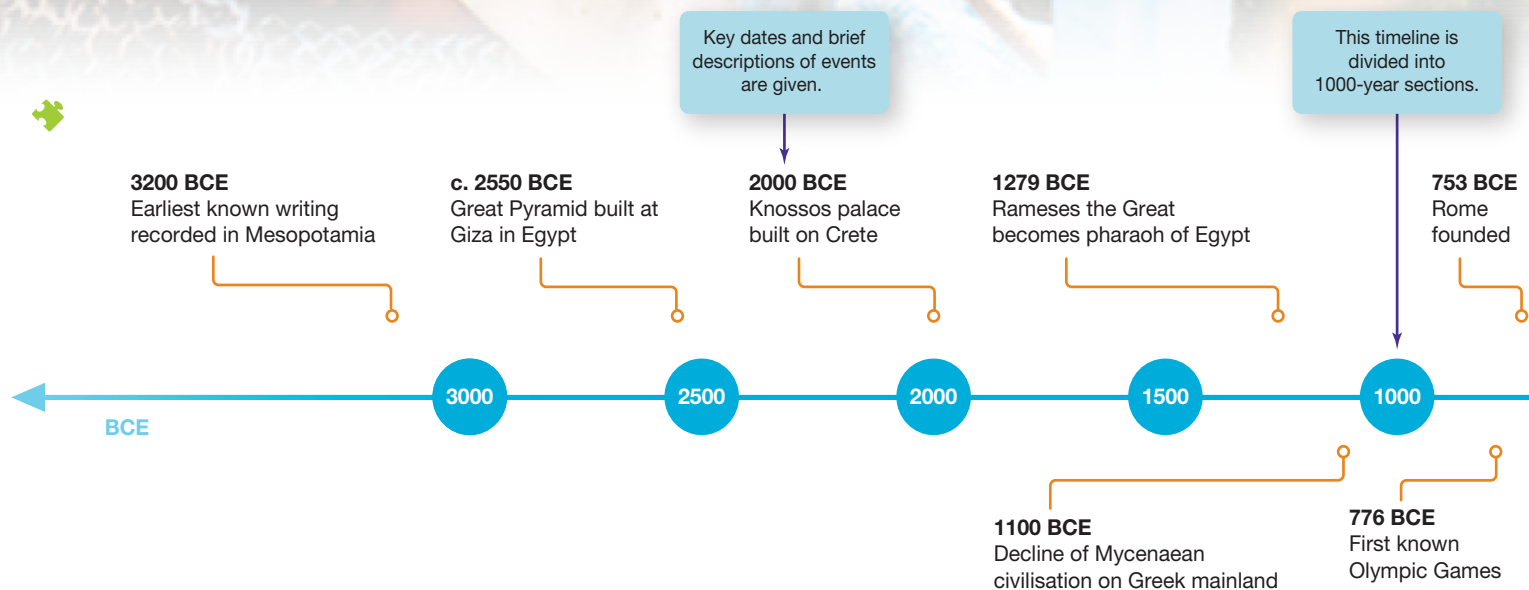 Key dates and brief
descriptions of events
are given.
This timeline is
divided into
1000-year sections.
3200 BCE
Earliest known writing
recorded in Mesopotamia
c. 2550 BCE
Great Pyramid built at
Giza in Egypt
2000 BCE
Knossos palace
built on Crete
1279 BCE
Rameses the Great
becomes pharaoh of Egypt
753 BCE
Rome
founded
3000
2500
2000
1500
1000
BCE
1100 BCE
Decline of Mycenaean
civilisation on Greek mainland
776 BCE
First known
Olympic Games